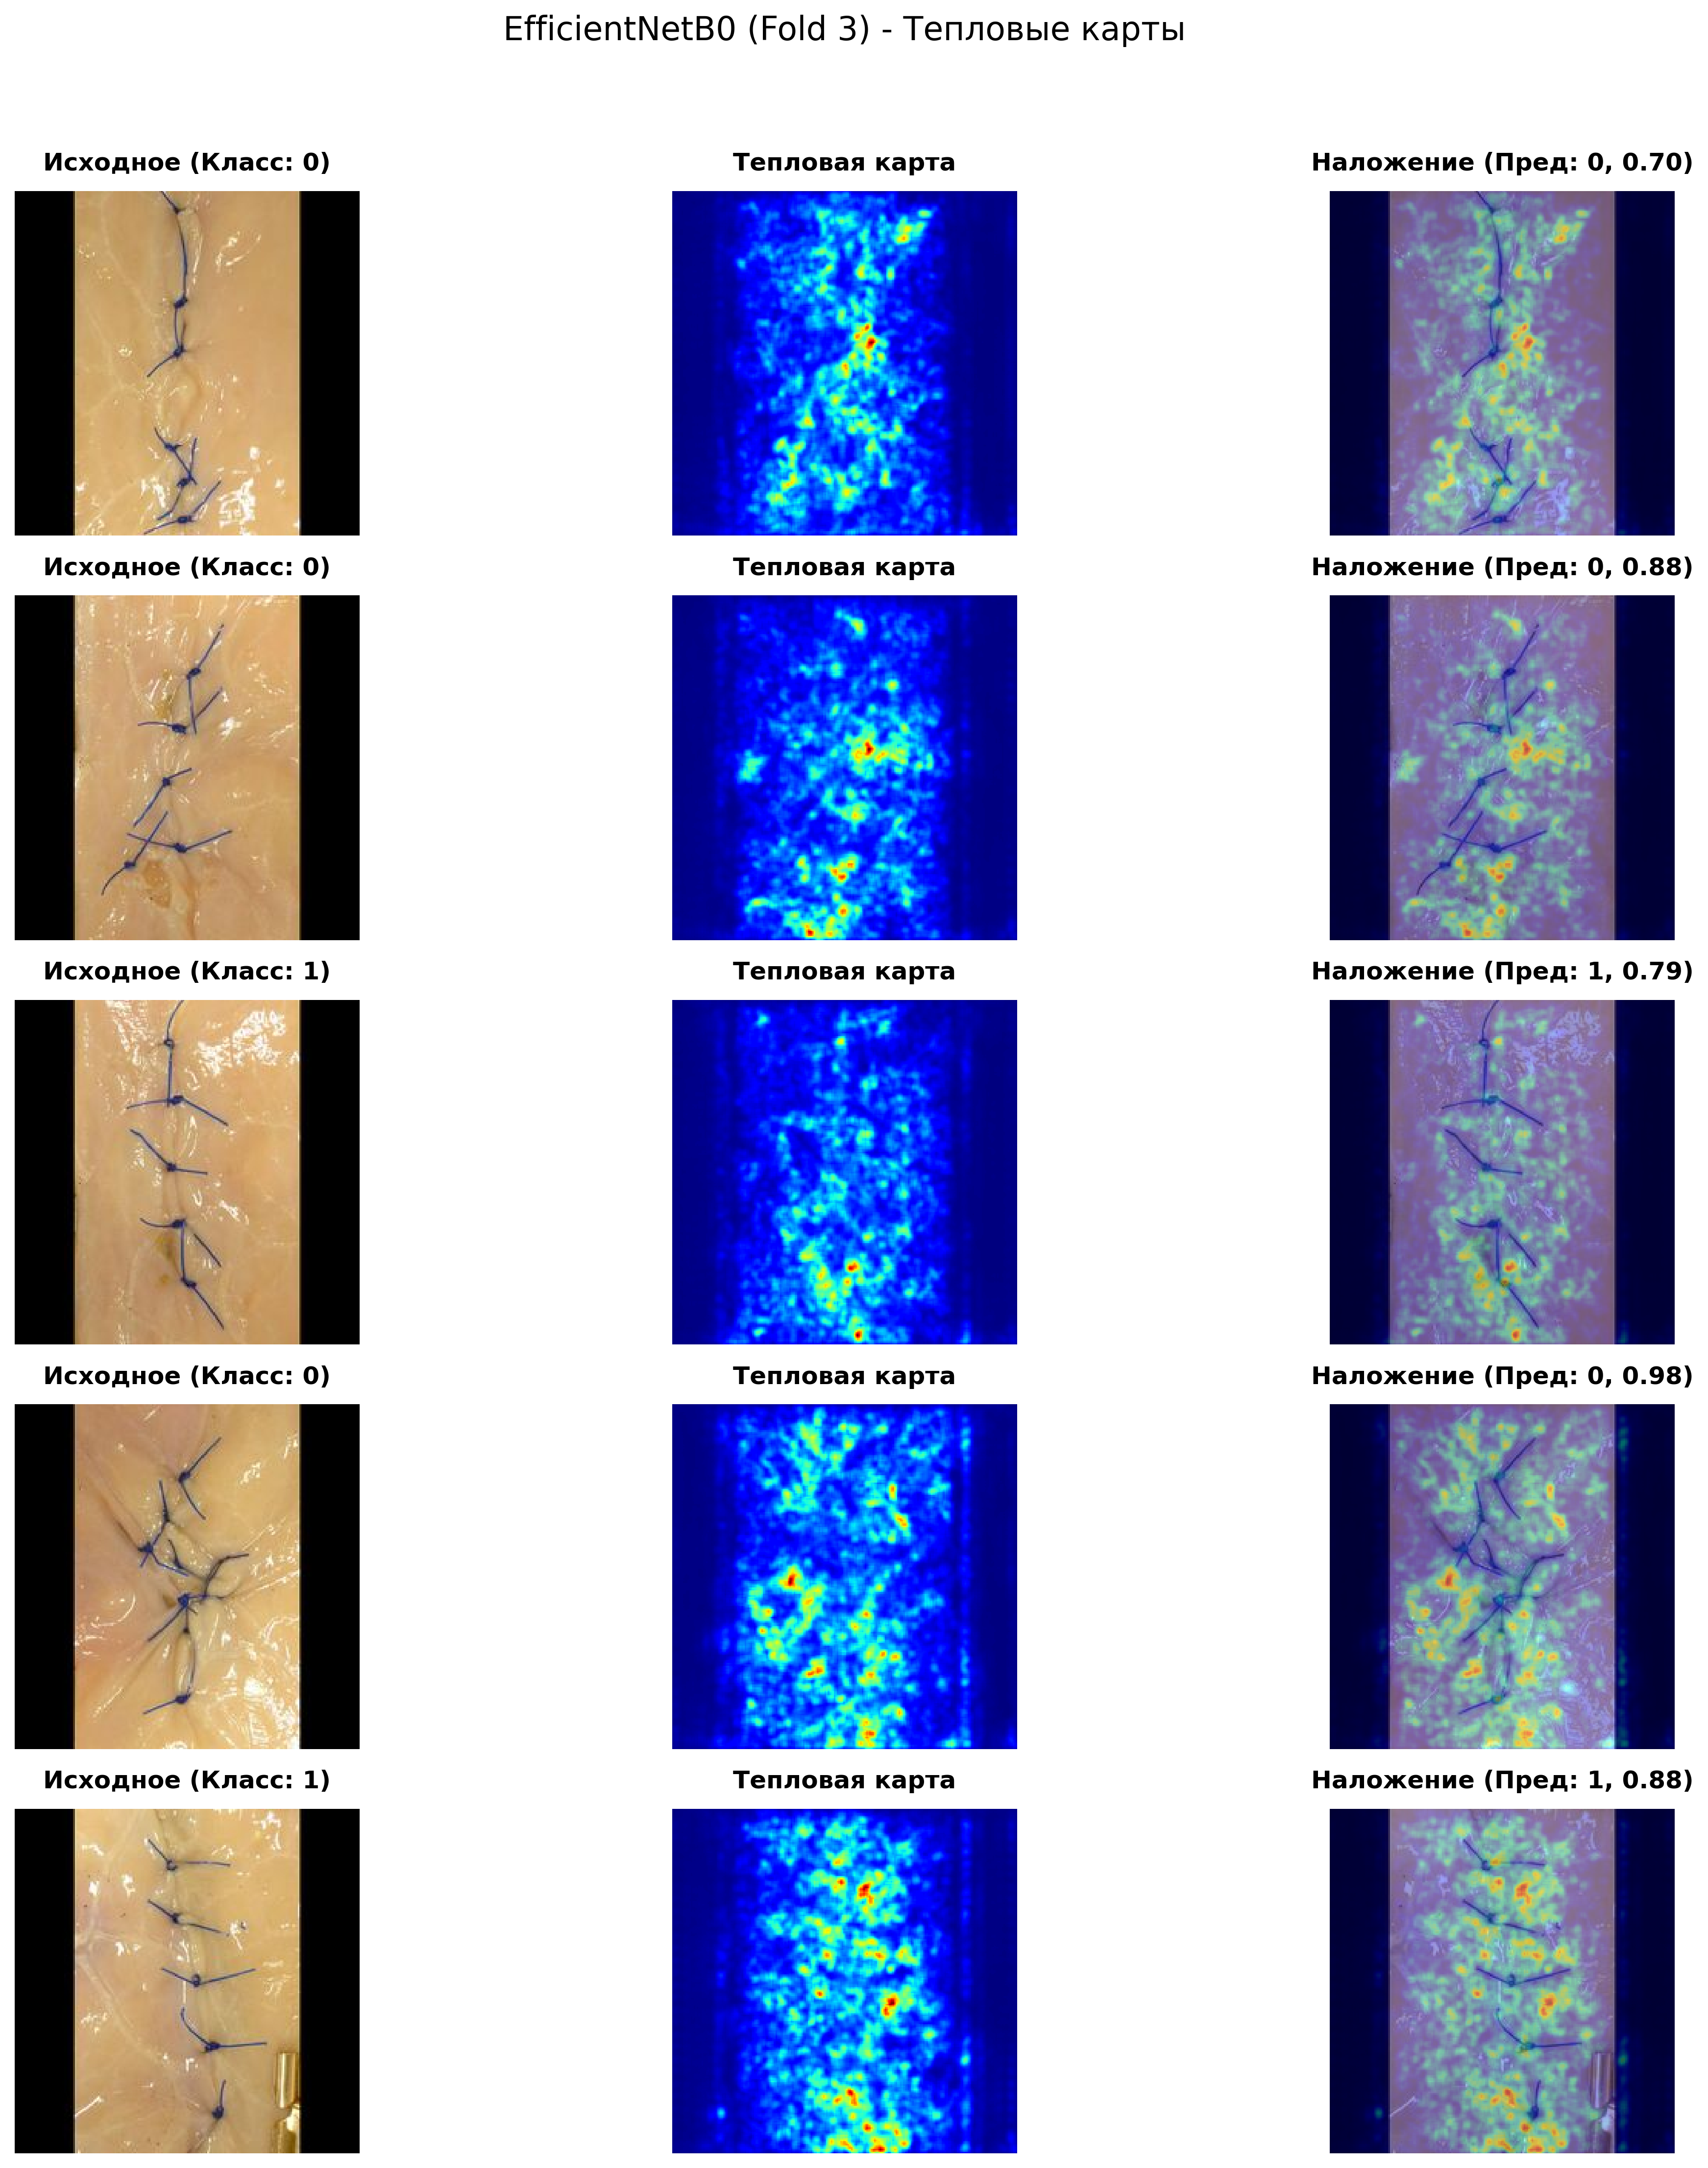 EfficientNetB0 (Fold 3) - Тепловые карты
Исходное (Класс: 0)
Тепловая карта
Наложение (Пред: 0, 0.70)
Исходное (Класс: 0)
Тепловая карта
Наложение (Пред: 0, 0.88)
Исходное (Класс: 1)
Тепловая карта
Наложение (Пред: 1, 0.79)
Исходное (Класс: 0)
Тепловая карта
Наложение (Пред: 0, 0.98)
Исходное (Класс: 1)
Тепловая карта
Наложение (Пред: 1, 0.88)